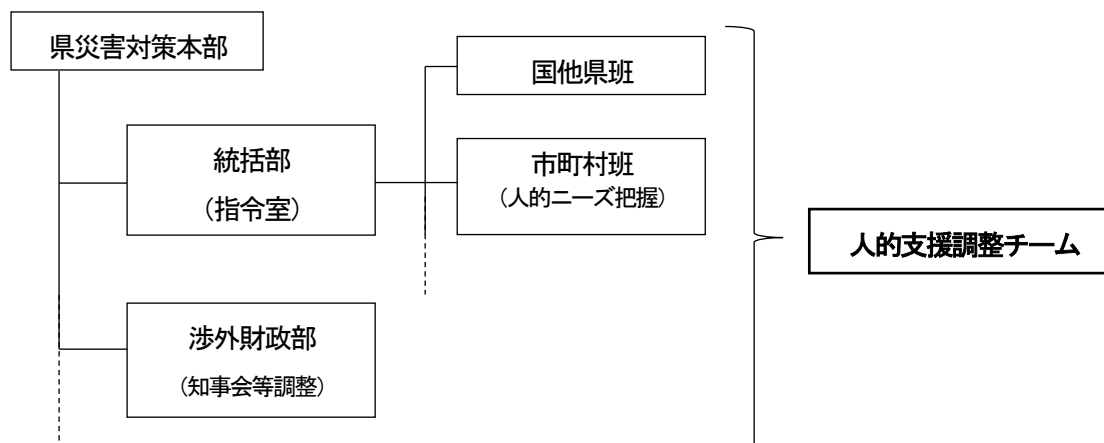 県災害対策本部
国他県班
統括部
（指令室）
市町村班
（人的ニーズ把握）
人的支援調整チーム
渉外財政部
（知事会等調整）